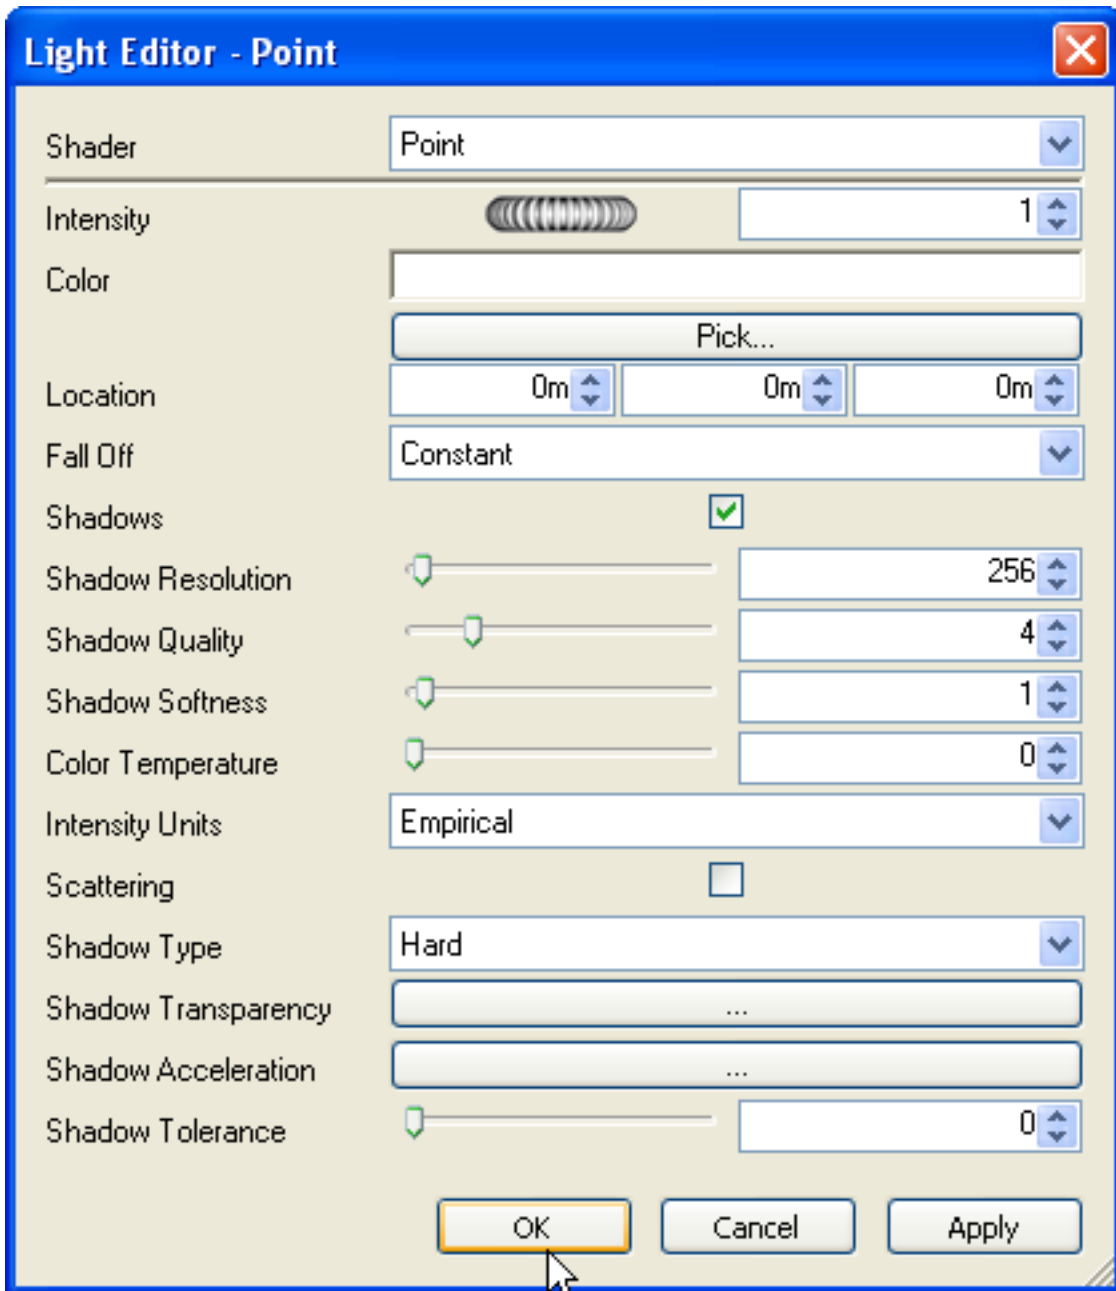 Light Editor - Point
Shader Point
Intensity 1
Color
Pick...
Location 0m 0m 0m
Fall Off Constant
Shadows
Shadow Resolution 256
Shadow Quality 4
Shadow Softness 1
Color Temperature 0
Intensity Units Empirical
Scattering
Shadow Type Hard
Shadow Transparency ...
Shadow Acceleration ...
Shadow Tolerance 0
OK Cancel Apply